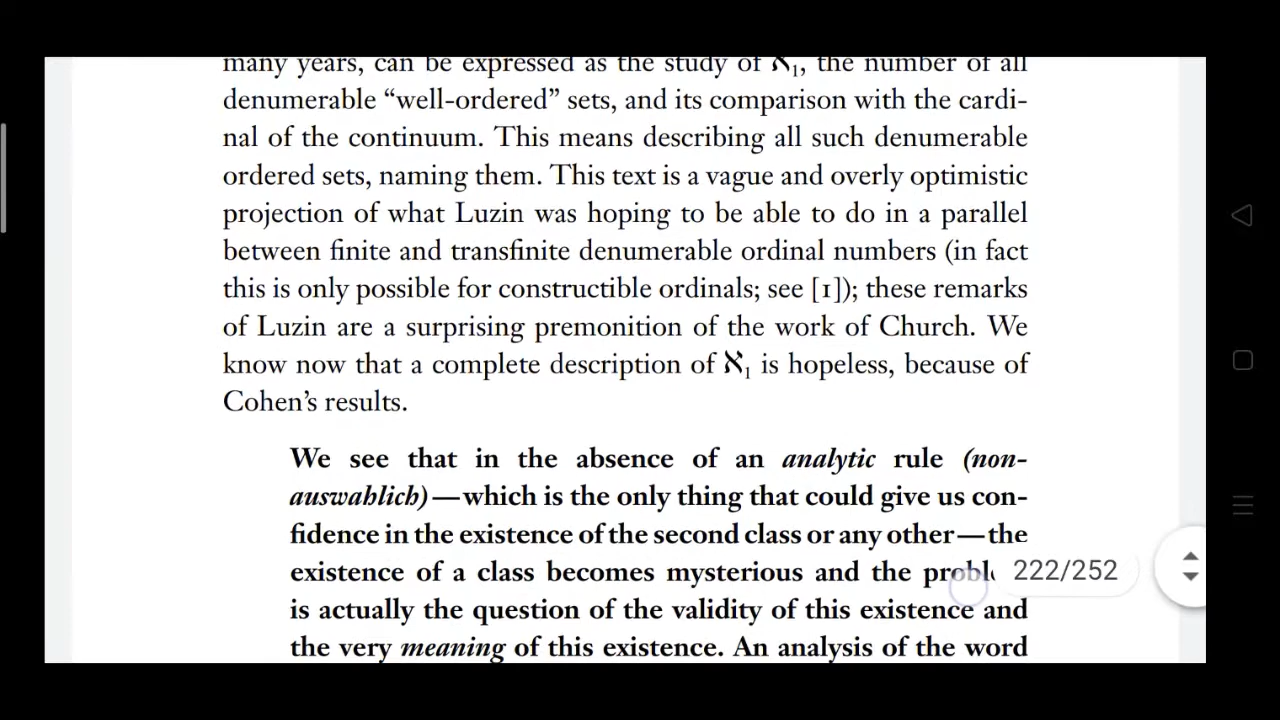 many years, can be expressed as the study of ℵ₁, the number of all
denumerable “well-ordered” sets, and its comparison with the cardi-
nal of the continuum. This means describing all such denumerable
ordered sets, naming them. This text is a vague and overly optimistic
projection of what Luzin was hoping to be able to do in a parallel
between finite and transfinite denumerable ordinal numbers (in fact
this is only possible for constructible ordinals; see [1]); these remarks
of Luzin are a surprising premonition of the work of Church. We
know now that a complete description of ℵ₁ is hopeless, because of
Cohen’s results.
We see that in the absence of an analytic rule (non-
auswahlich)—which is the only thing that could give us con-
fidence in the existence of the second class or any other—the
existence of a class becomes mysterious and the
222/252
is actually the question of the validity of this existence and
the very meaning of this existence. An analysis of the word